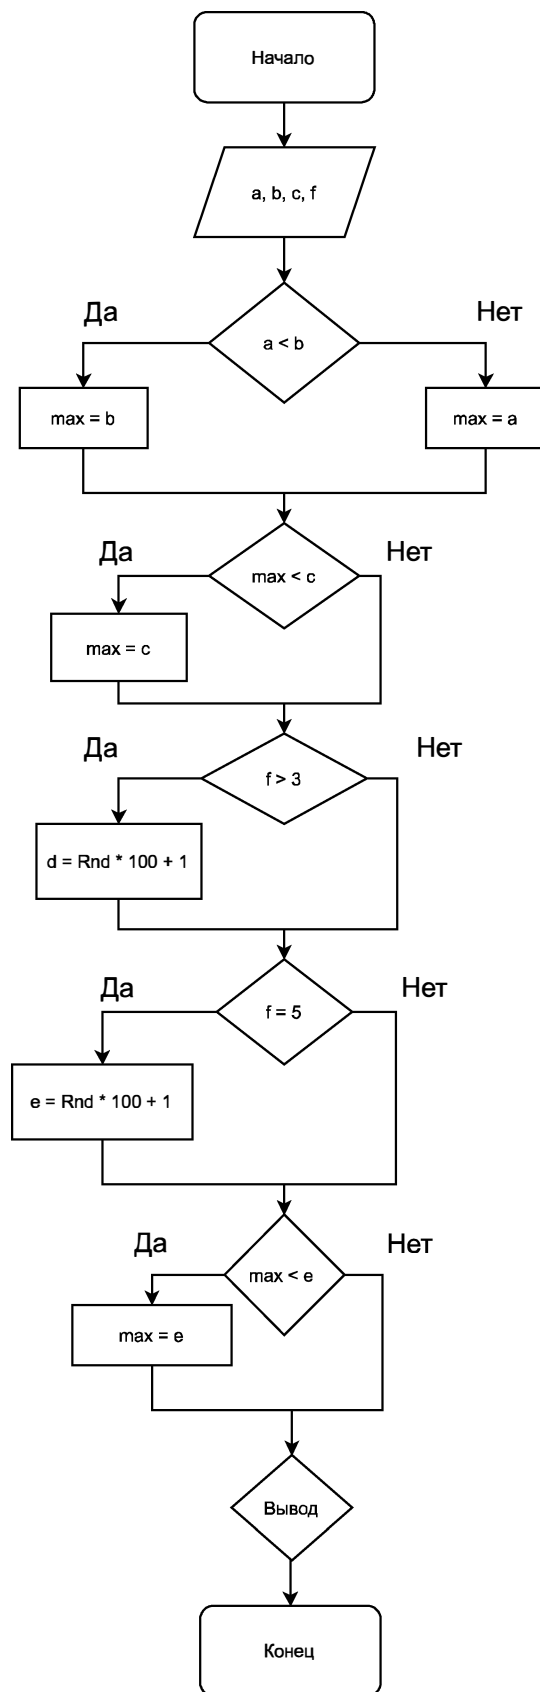 Начало
a, b, c, f
Да
Нет
a < b
max = b
max = a
Да
Нет
max < c
max = c
Да
Нет
f > 3
d = Rnd * 100 + 1
Да
Нет
f = 5
e = Rnd * 100 + 1
Да
Нет
max < e
max = e
Вывод
Конец